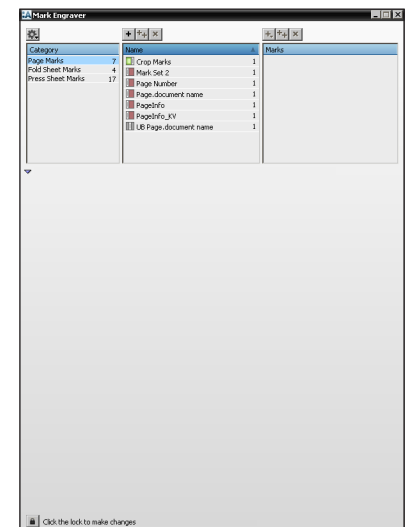 Mark Engraver
Category
Page Marks 7
Fold Sheet Marks 4
Press Sheet Marks 17
Name
Crop Marks 1
Mark Set 2 1
Page Number 1
Page.document name 1
PageInfo 1
PageInfo_KV 1
UB Page.document name 1
Marks
Click the lock to make changes